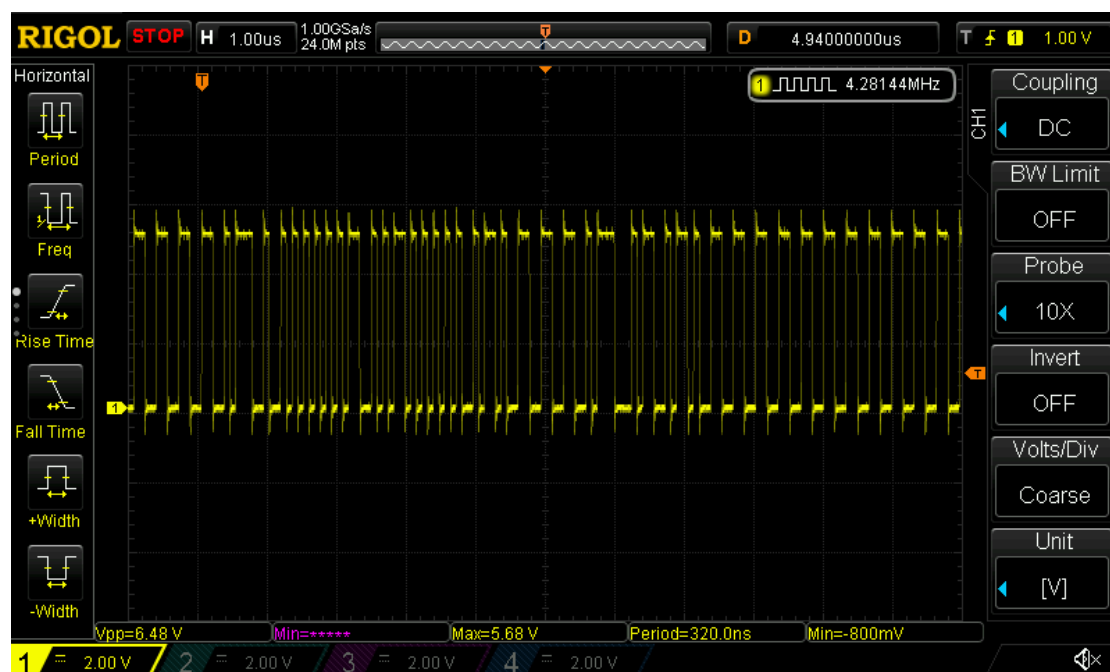 RIGOL STOP H 1.00us 1.00GSa/s D 4.94000000us T 1 1.00 V
24.0M pts
T
Horizontal
Period
Freq
Rise Time
Fall Time
+Width
-Width
T
1 4.28144MHz
1
T
CH1
Coupling
DC
BW Limit
OFF
Probe
10X
Invert
OFF
Volts/Div
Coarse
Unit
[V]
Vpp=6.48 V Min=***** Max=5.68 V Period=320.0ns Min=-800mV
1 = 2.00 V 2 = 2.00 V 3 = 2.00 V 4 = 2.00 V